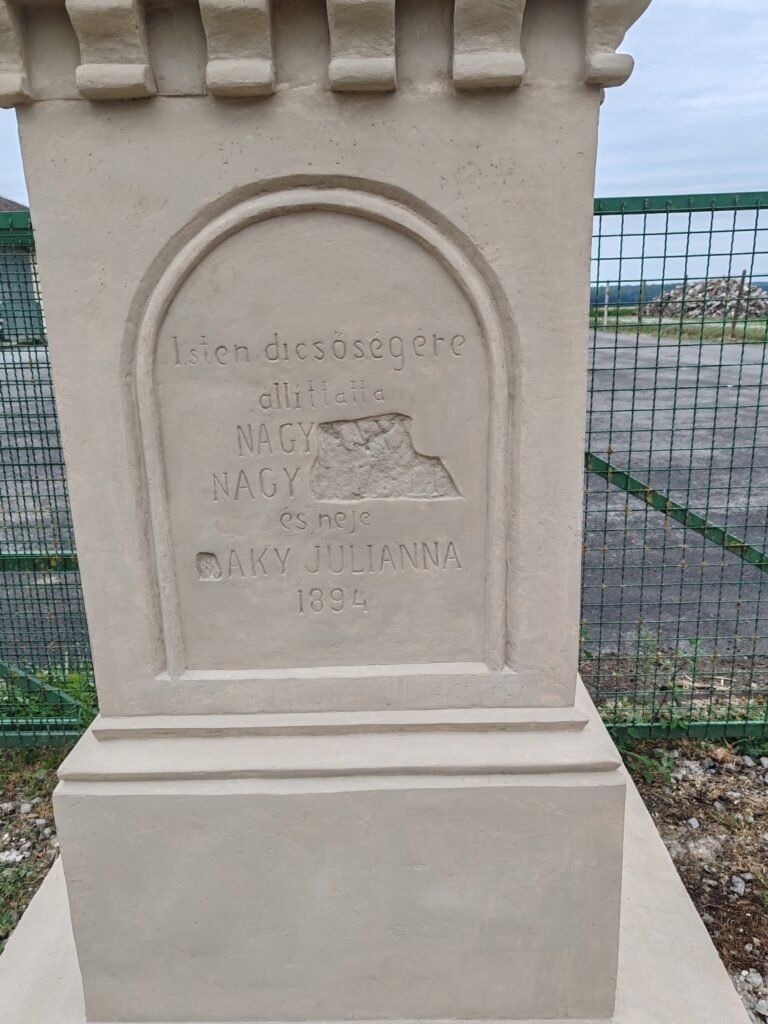 Isten dicsőségére
állíttatta
NAGY
NAGY
és neje
AKY JULIANNA
1894